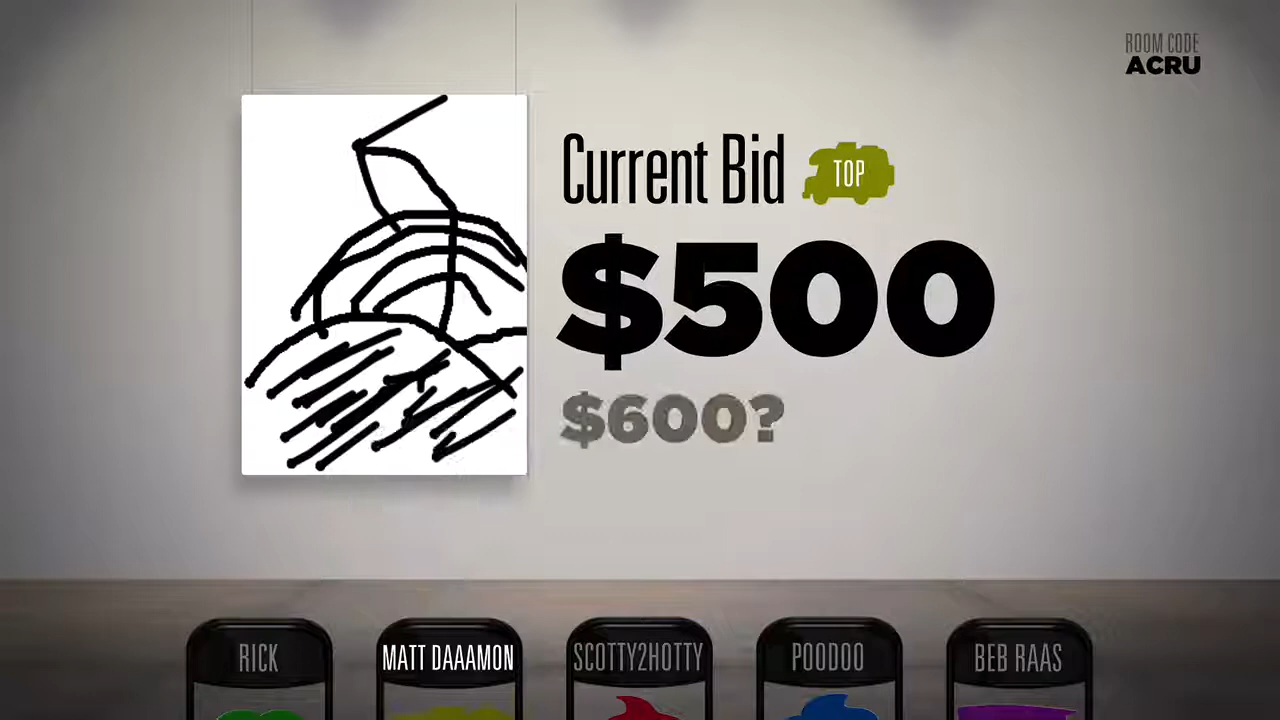 ROOM CODE
ACRU
Current Bid TOP
$500
$600?
RICK MATT DAAAMON SCOTTY2HOTTY POODOO BEB RAAS